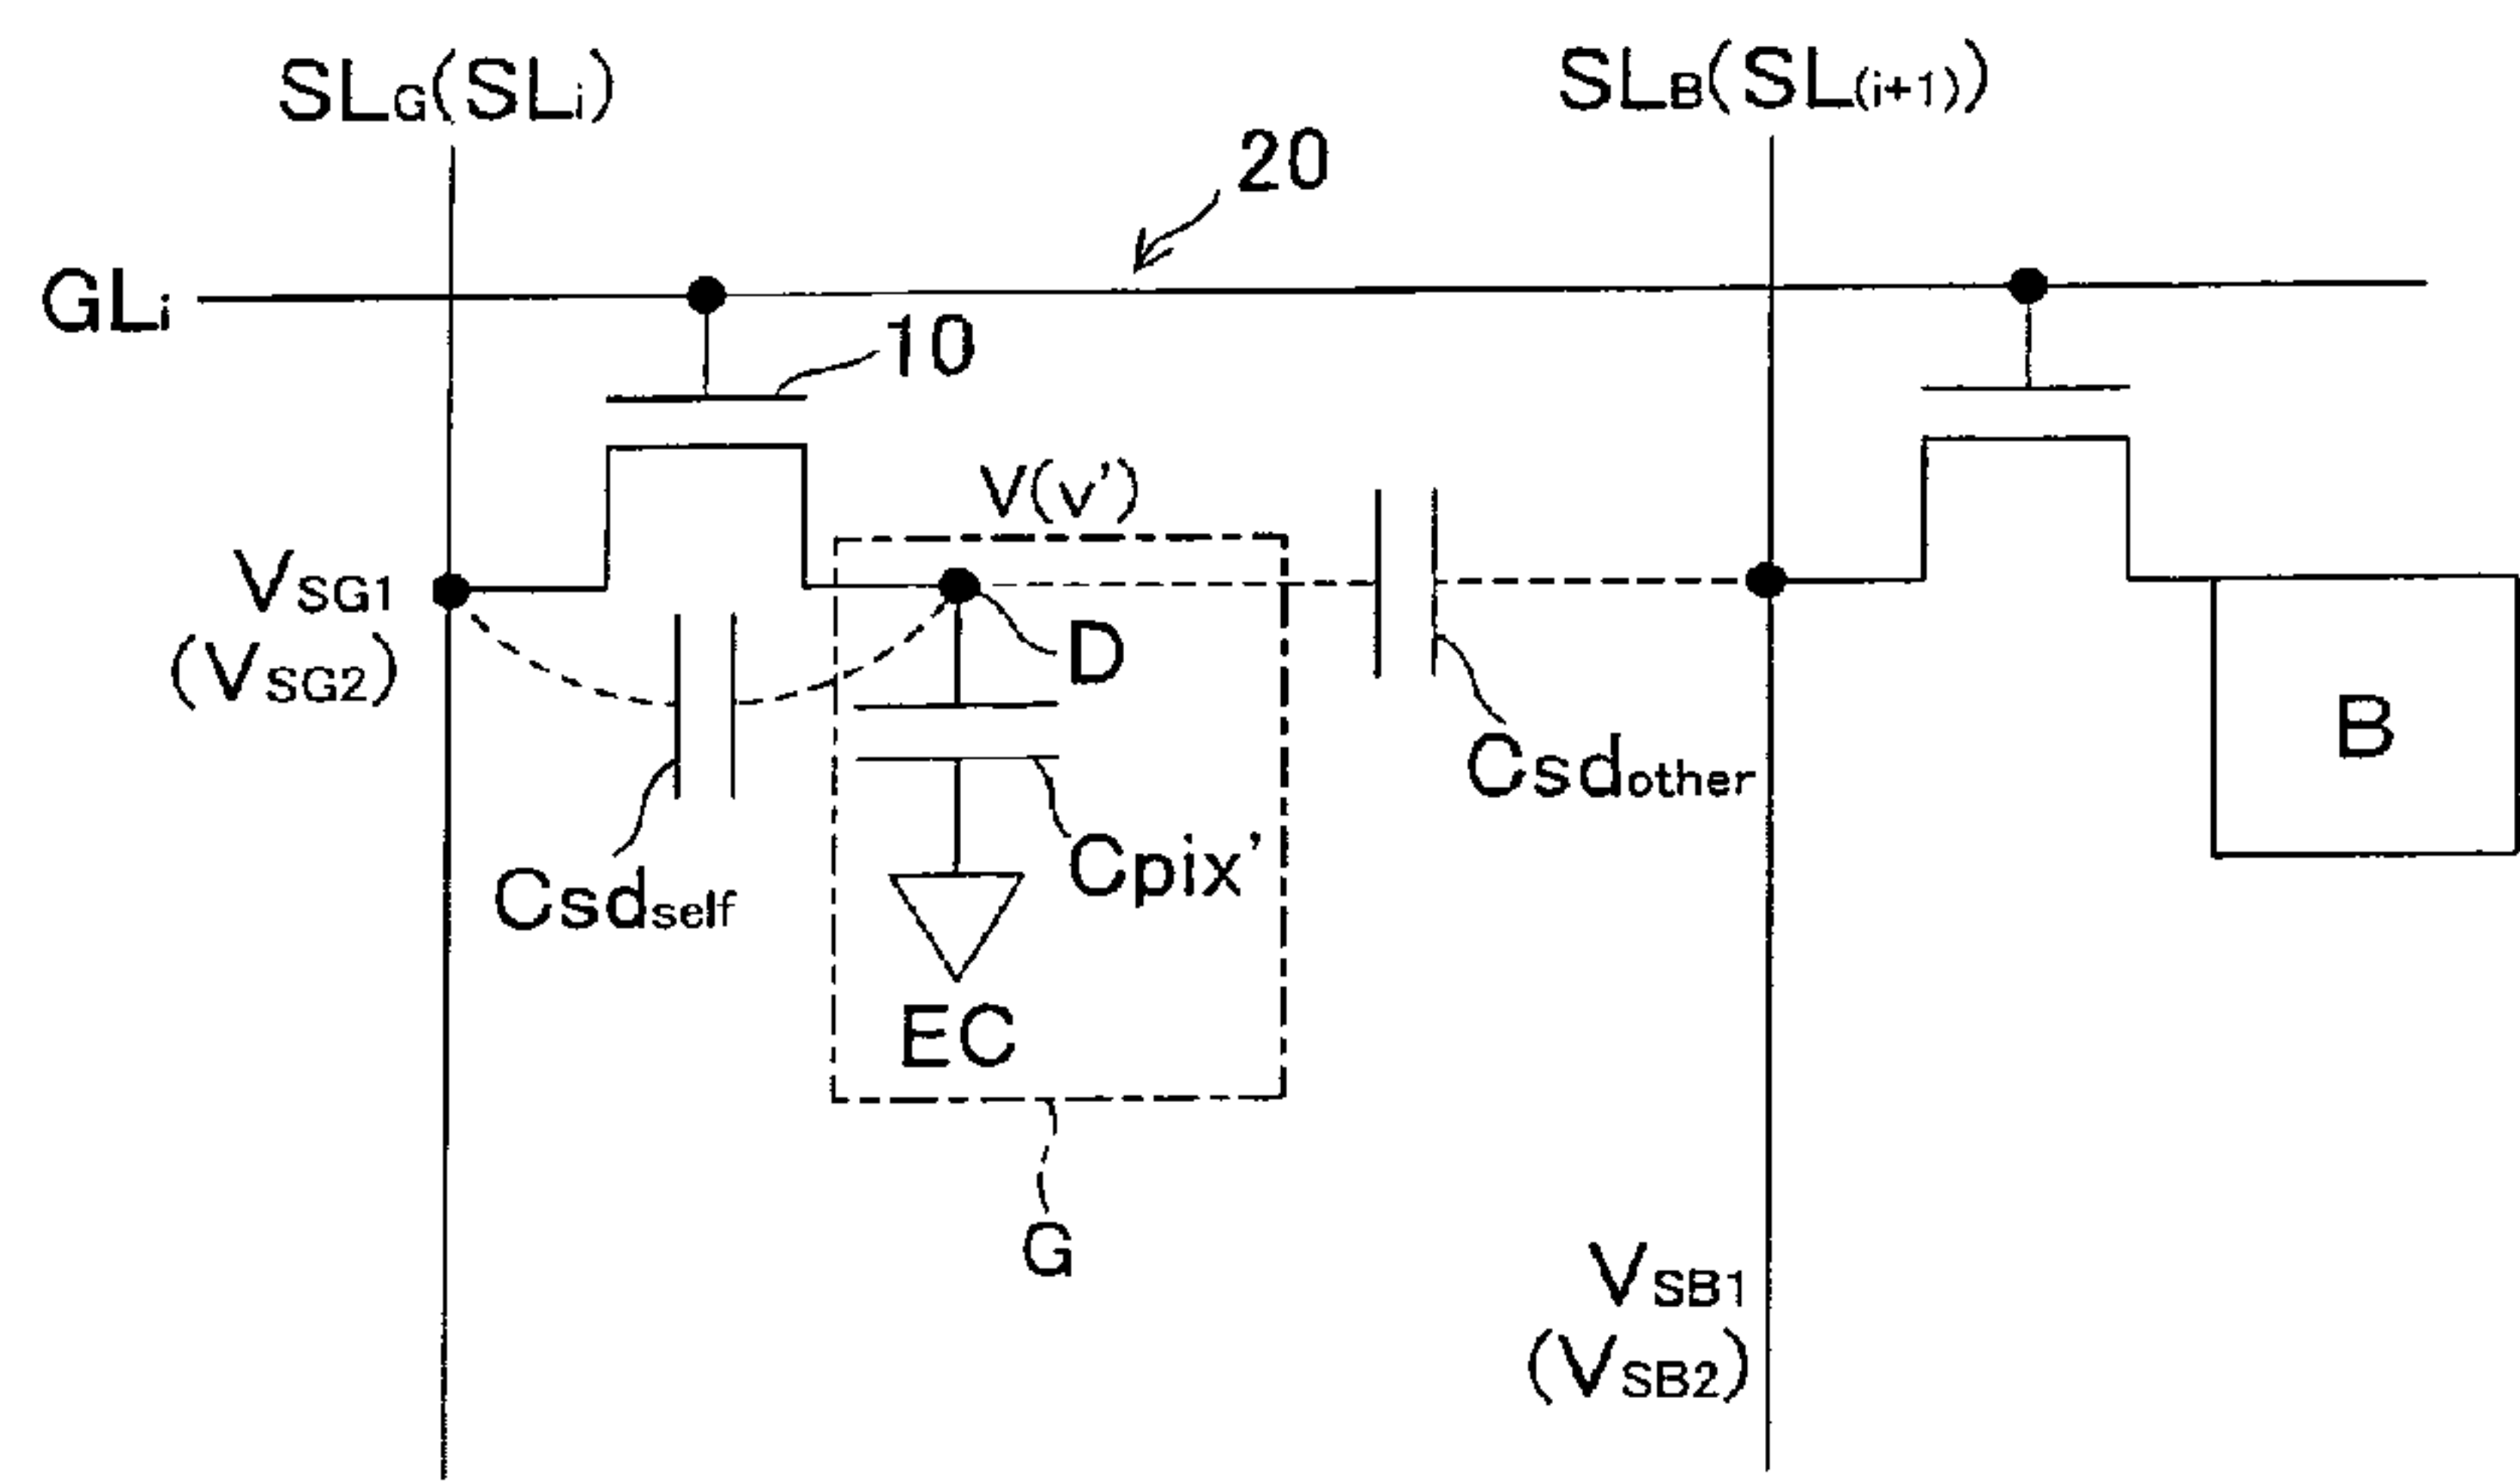 SLG(SLi)
SLB(SL(i+1))
20
GLi
10
V(v')
VSG1
(VSG2)
D
Csdself
Cpix'
Csdother
B
EC
G
VSB1
(VSB2)